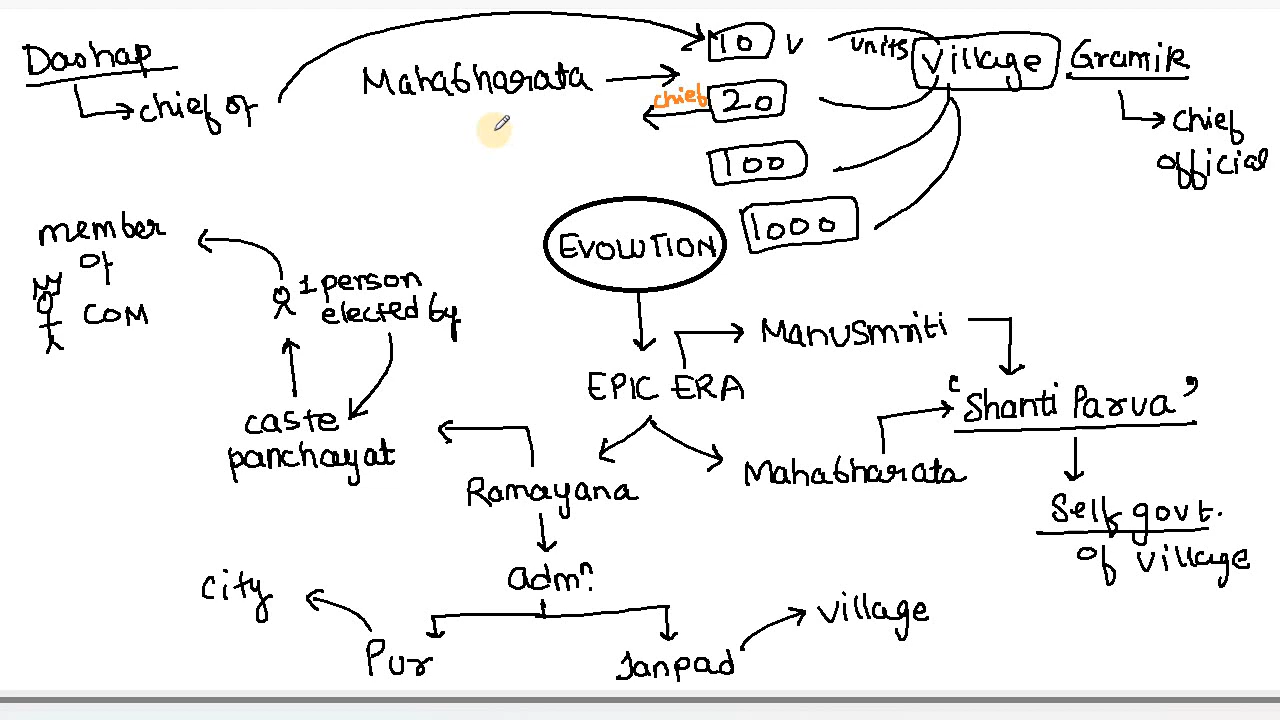 Dashap
chief of
Mahabharata
10 V
units
Village
Gramik
chief
20
chief
official
100
1000
EVOLUTION
member
of
COM
1 person
elected by
Manusmriti
EPIC ERA
'Shanti Parva'
caste
panchayat
Ramayana
Mahabharata
Self govt.
of village
admn.
city
Pur
Janpad
village